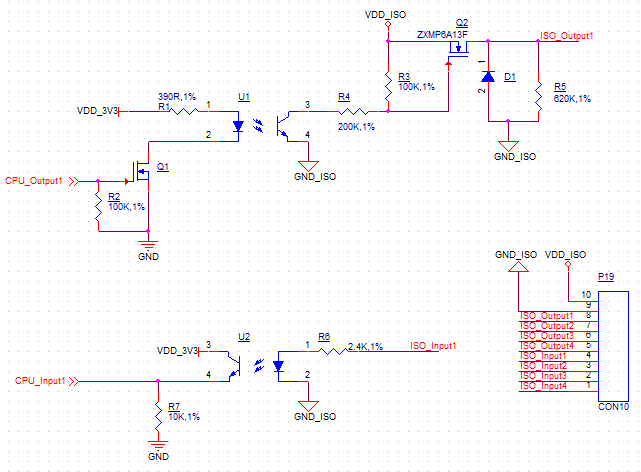 VDD_ISO
Q2
ZXMP6A13F
ISO_Output1
R3
100K,1%
1
2
D1
R5
620K,1%
GND_ISO
U1
390R,1%
R1
VDD_3V3
1
2
3
4
R4
200K,1%
GND_ISO
Q1
CPU_Output1
R2
100K,1%
GND
GND_ISO
VDD_ISO
P19
10
9
ISO_Output1 8
ISO_Output2 7
ISO_Output3 6
ISO_Output4 5
ISO_Input1 4
ISO_Input2 3
ISO_Input3 2
ISO_Input4 1
CON10
U2
VDD_3V3
3
4
1
2
R6
2.4K,1%
ISO_Input1
GND_ISO
CPU_Input1
R7
10K,1%
GND